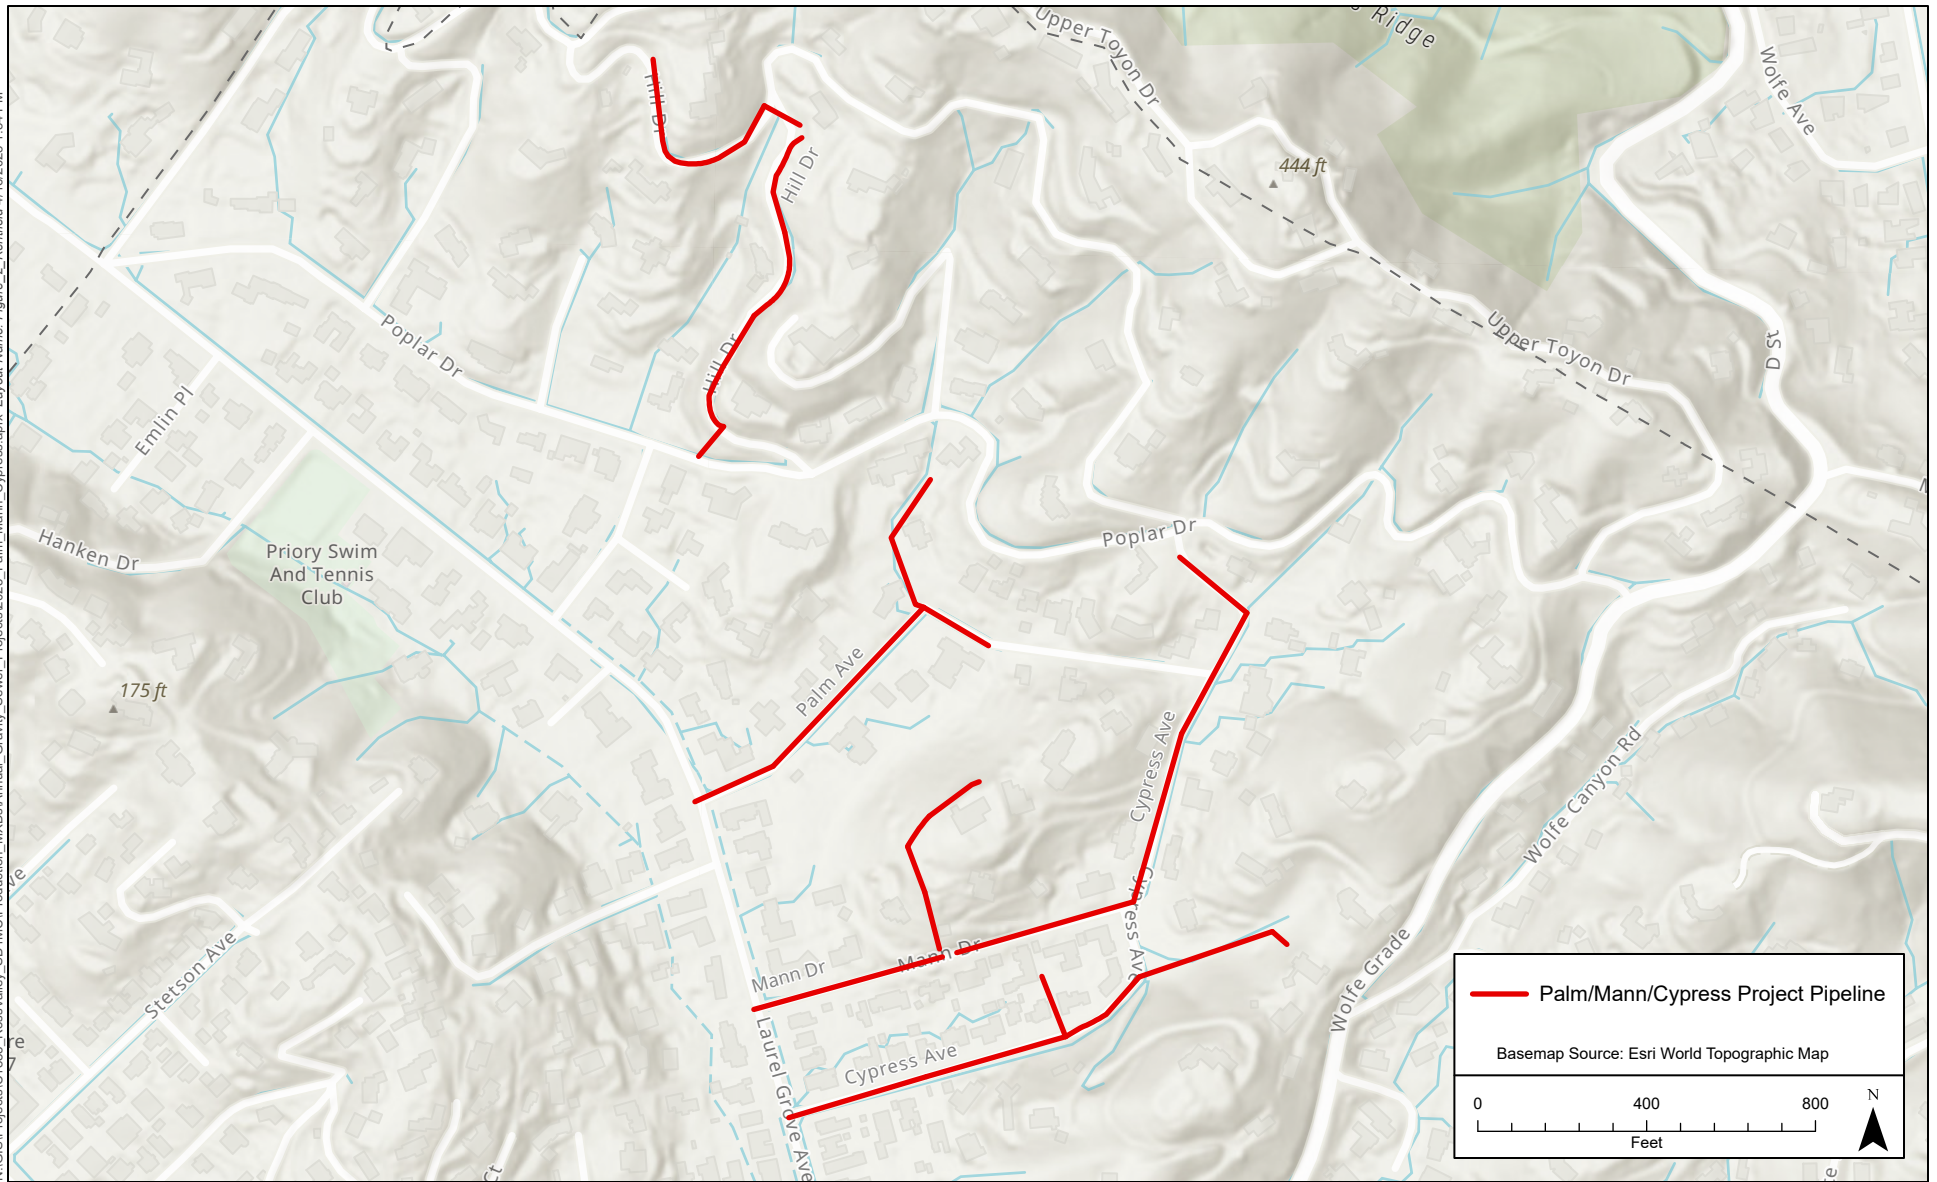 Ridge
Upper Toyon Dr
Wolfe Ave
Hill Dr
444 ft
Hill Dr
Poplar Dr
Hill Dr
Upper Toyon Dr
D St
Emlin Pl
Hanken Dr
Priory Swim
And Tennis
Club
Poplar Dr
175 ft
Palm Ave
Cypress Ave
Wolfe Canyon Rd
Cypress Ave
Mann Dr
Mann Dr
Stetson Ave
Wolfe Grade
Laurel Grove Ave
Cypress Ave
Ct
Palm/Mann/Cypress Project Pipeline
Basemap Source: Esri World Topographic Map
0 400 800
Feet
N